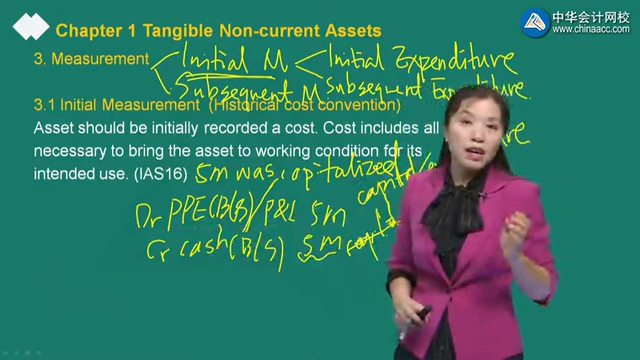 中华会计网校
www.chinaacc.com
Chapter 1 Tangible Non-current Assets
3. Measurement
Initial M
Initial Expenditure
Subsequent M
Subsequent Expenditure
3.1 Initial Measurement (Historical cost convention)
Asset should be initially recorded a cost. Cost includes all
necessary to bring the asset to working condition for its
intended use. (IAS16)
5m was capitalized
Dr PPE(B/S)/P&L 5m
Cr cash(B/S) 5m